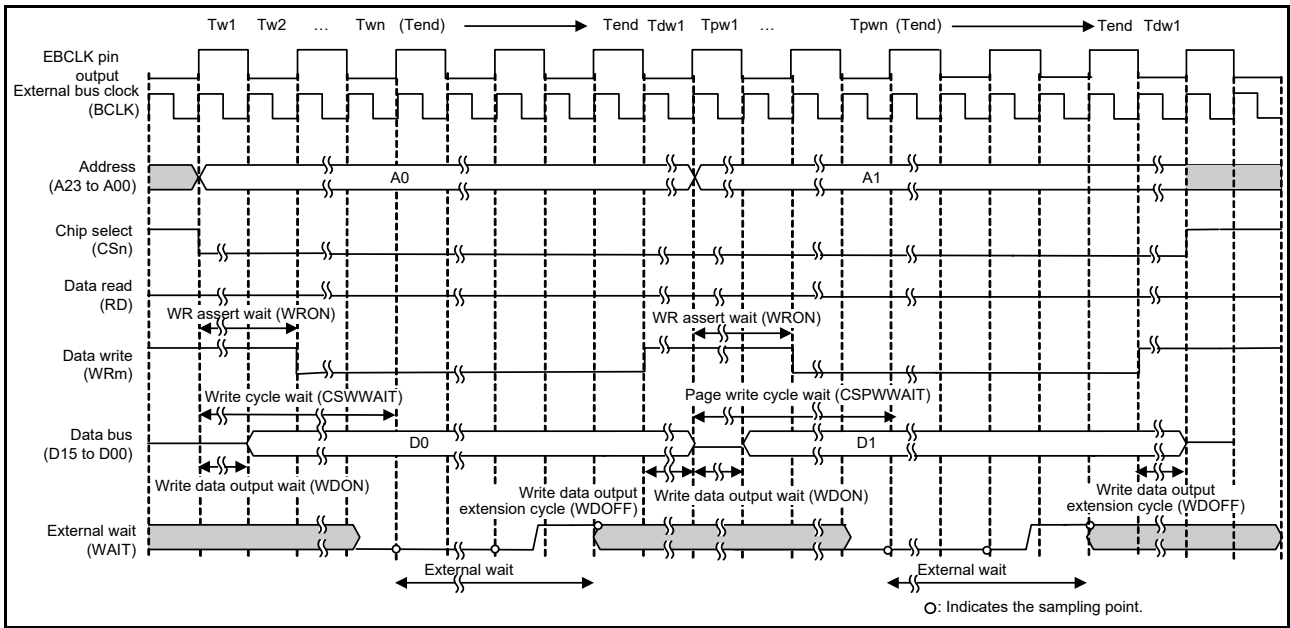 Tw1 Tw2 … Twn (Tend) Tend Tdw1 Tpw1 … Tpwn (Tend) Tend Tdw1
EBCLK pin
output
External bus clock
(BCLK)
Address
(A23 to A00)
A0
A1
Chip select
(CSn)
Data read
(RD)
WR assert wait (WRON)
WR assert wait (WRON)
Data write
(WRm)
Write cycle wait (CSWWAIT)
Page write cycle wait (CSPWWAIT)
Data bus
(D15 to D00)
D0
D1
Write data output wait (WDON)
Write data output
extension cycle (WDOFF)
Write data output wait (WDON)
Write data output
extension cycle (WDOFF)
External wait
(WAIT)
External wait
External wait
O: Indicates the sampling point.